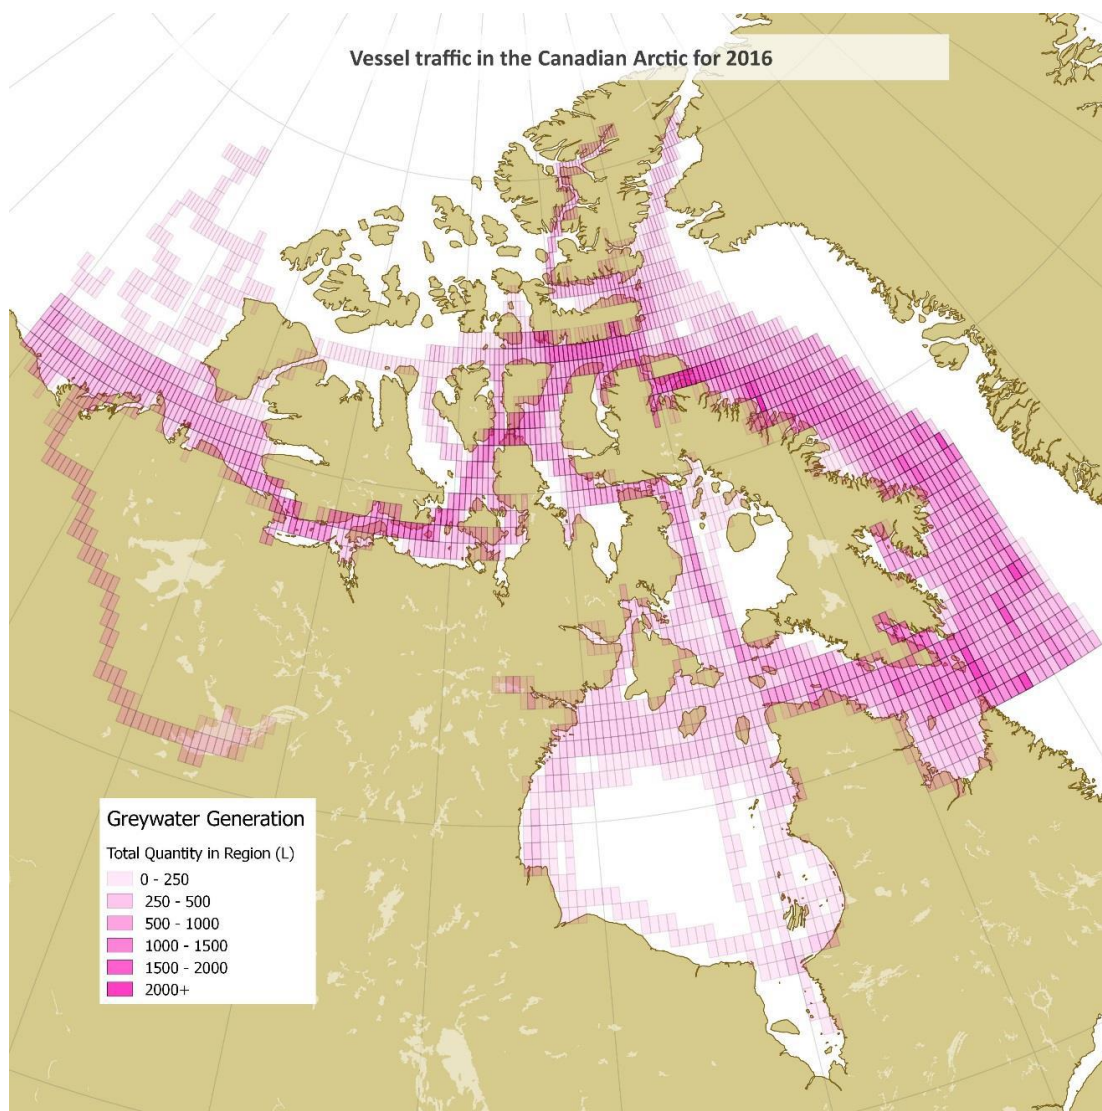 Vessel traffic in the Canadian Arctic for 2016
Greywater Generation
Total Quantity in Region (L)
0 - 250
250 - 500
500 - 1000
1000 - 1500
1500 - 2000
2000+